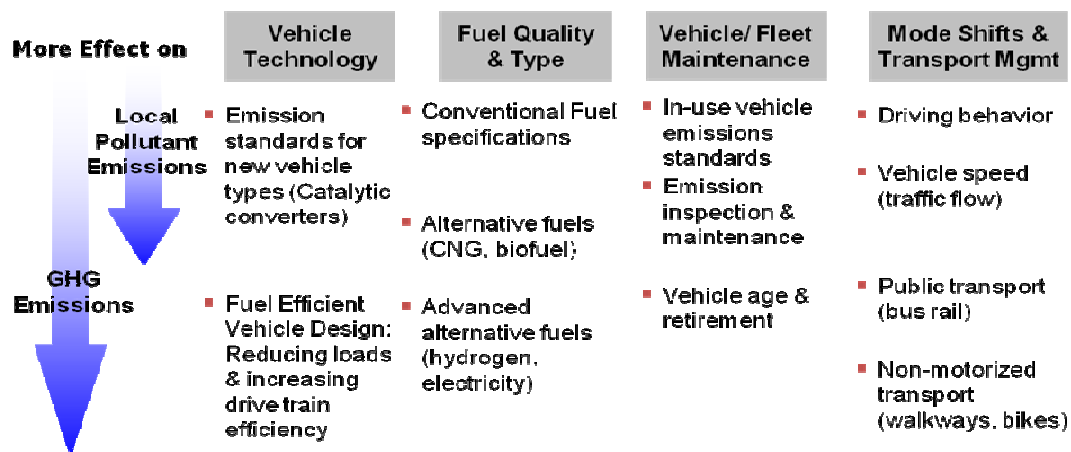 More Effect on
Local
Pollutant
Emissions
GHG
Emissions
Vehicle
Technology
▪ Emission
standards for
new vehicle
types (Catalytic
converters)
▪ Fuel Efficient
Vehicle Design:
Reducing loads
& increasing
drive train
efficiency
Fuel Quality
& Type
▪ Conventional Fuel
specifications
▪ Alternative fuels
(CNG, biofuel)
▪ Advanced
alternative fuels
(hydrogen,
electricity)
Vehicle/ Fleet
Maintenance
▪ In-use vehicle
emissions
standards
▪ Emission
inspection &
maintenance
▪ Vehicle age &
retirement
Mode Shifts &
Transport Mgmt
▪ Driving behavior
▪ Vehicle speed
(traffic flow)
▪ Public transport
(bus rail)
▪ Non-motorized
transport
(walkways, bikes)